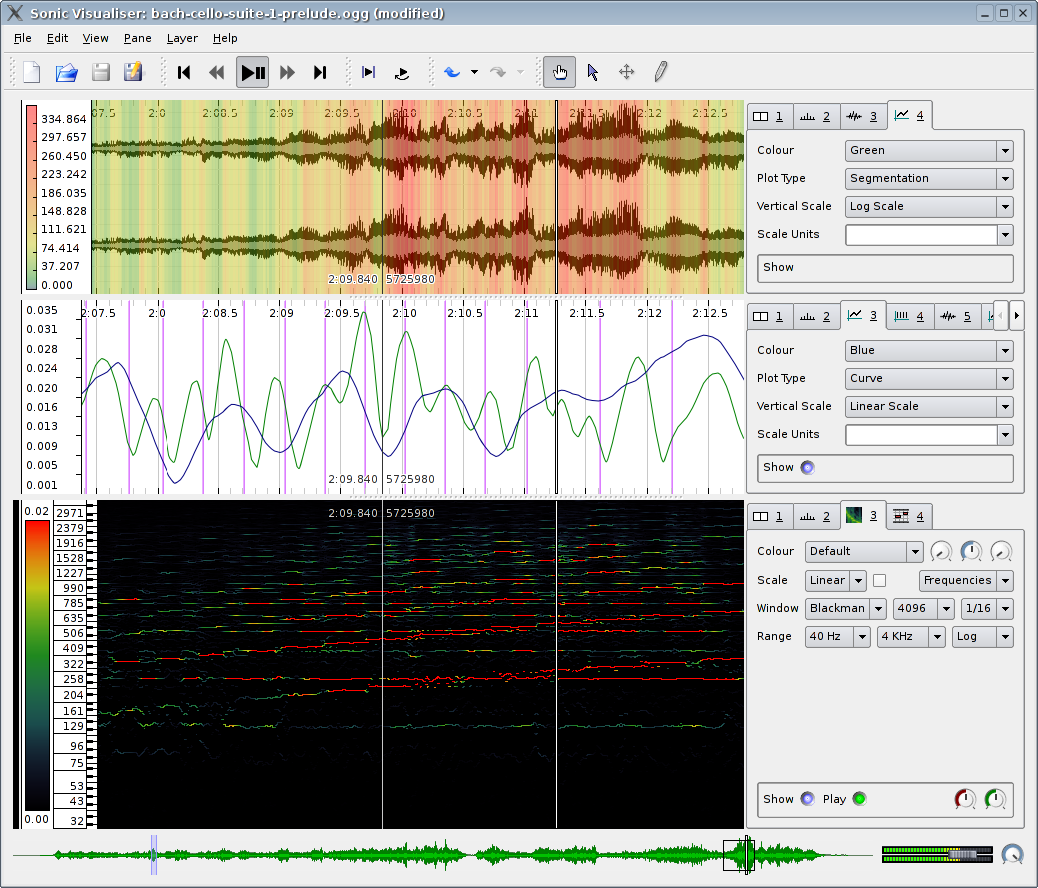 Sonic Visualiser: bach-cello-suite-1-prelude.ogg (modified)
File Edit View Pane Layer Help
07.5 2:0 2:08.5 2:09 2:09.5 2:10 2:10.5 2:11 2:11.5 2:12 2:12.5
334.864
297.657
260.450
223.242
186.035
148.828
111.621
74.414
37.207
0.000
2:09.840 5725980
1 2 3 4
Colour Green
Plot Type Segmentation
Vertical Scale Log Scale
Scale Units
Show
2:07.5 2:0 2:08.5 2:09 2:09.5 2:10 2:10.5 2:11 2:11.5 2:12 2:12.5
0.035
0.031
0.028
0.024
0.020
0.016
0.013
0.009
0.005
0.001
2:09.840 5725980
1 2 3 4 5
Colour Blue
Plot Type Curve
Vertical Scale Linear Scale
Scale Units
Show
0.02
0.00
2971
2379
1916
1528
1227
990
785
635
506
409
322
258
204
161
129
96
75
53
43
32
2:09.840 5725980
1 2 3 4
Colour Default
Scale Linear Frequencies
Window Blackman 4096 1/16
Range 40 Hz 4 KHz Log
Show Play